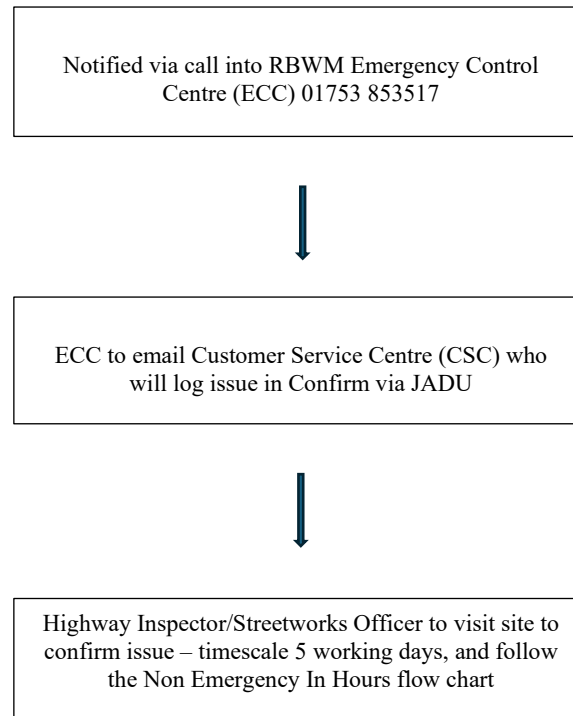 Notified via call into RBWM Emergency Control
Centre (ECC) 01753 853517
ECC to email Customer Service Centre (CSC) who
will log issue in Confirm via JADU
Highway Inspector/Streetworks Officer to visit site to
confirm issue – timescale 5 working days, and follow
the Non Emergency In Hours flow chart